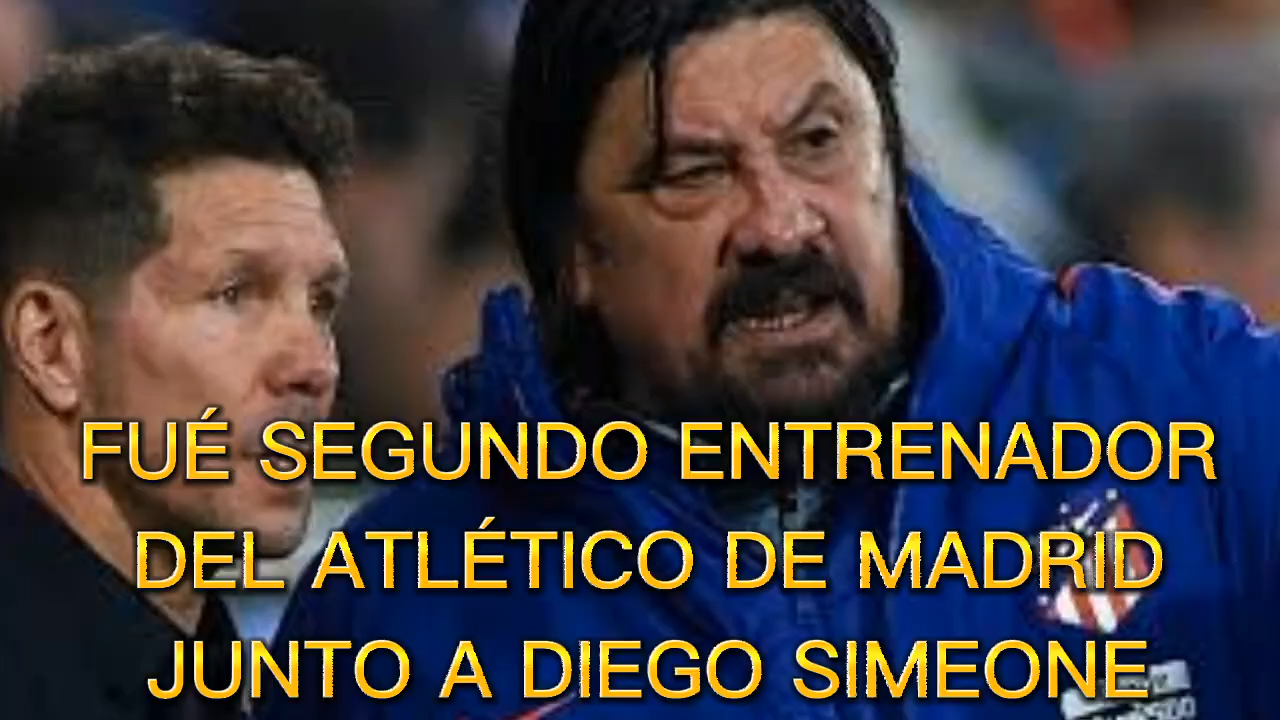 FUÉ SEGUNDO ENTRENADOR
DEL ATLÉTICO DE MADRID
JUNTO A DIEGO SIMEONE